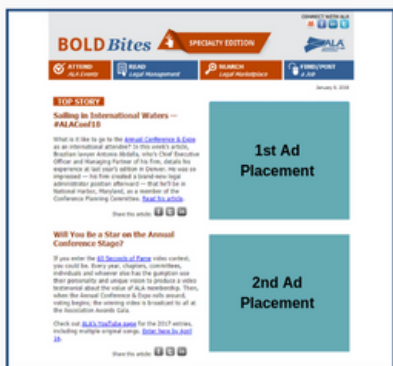 CONNECT WITH ALA
BOLD Bites
SPECIALTY EDITION
ALA
ATTEND
ALA Events
READ
Legal Management
SEARCH
Legal Marketplace
FIND/POST
a Job
January 9, 2018
TOP STORY
Sailing in International Waters —
#ALAConf18
What is it like to go to the Annual Conference & Expo
as an international attendee? In this week's article,
Brazilian lawyer Antonio Abdalla, who's Chief Executive
Officer and Managing Partner of his firm, details his
experience at last year's edition in Denver. He was so
impressed — his firm created a brand-new legal
administrator position afterward — that he'll be in
National Harbor, Maryland, as a member of the
Conference Planning Committee. Read his article.
Share this article:
1st Ad
Placement
Will You Be a Star on the Annual
Conference Stage?
If you enter the 60 Seconds of Fame video contest,
you could be. Every year, chapters, committees,
individuals and whoever else has the gumption use
their personality and unique vision to produce a video
testimonial about the value of ALA membership. Then,
when the Annual Conference & Expo rolls around,
voting begins; the winning video is broadcast to all at
the Association Awards Gala.
Check out ALA's YouTube page for the 2017 entries,
including multiple original songs. Enter here by April
Share this article:
2nd Ad
Placement